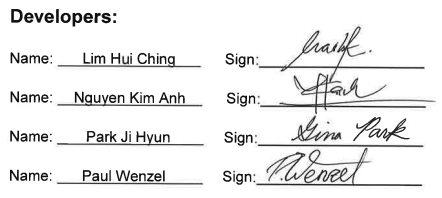 Developers:
Name: Lim Hui Ching Sign:
Name: Nguyen Kim Anh Sign:
Name: Park Ji Hyun Sign: Gina Park
Name: Paul Wenzel Sign: P. Wenzel